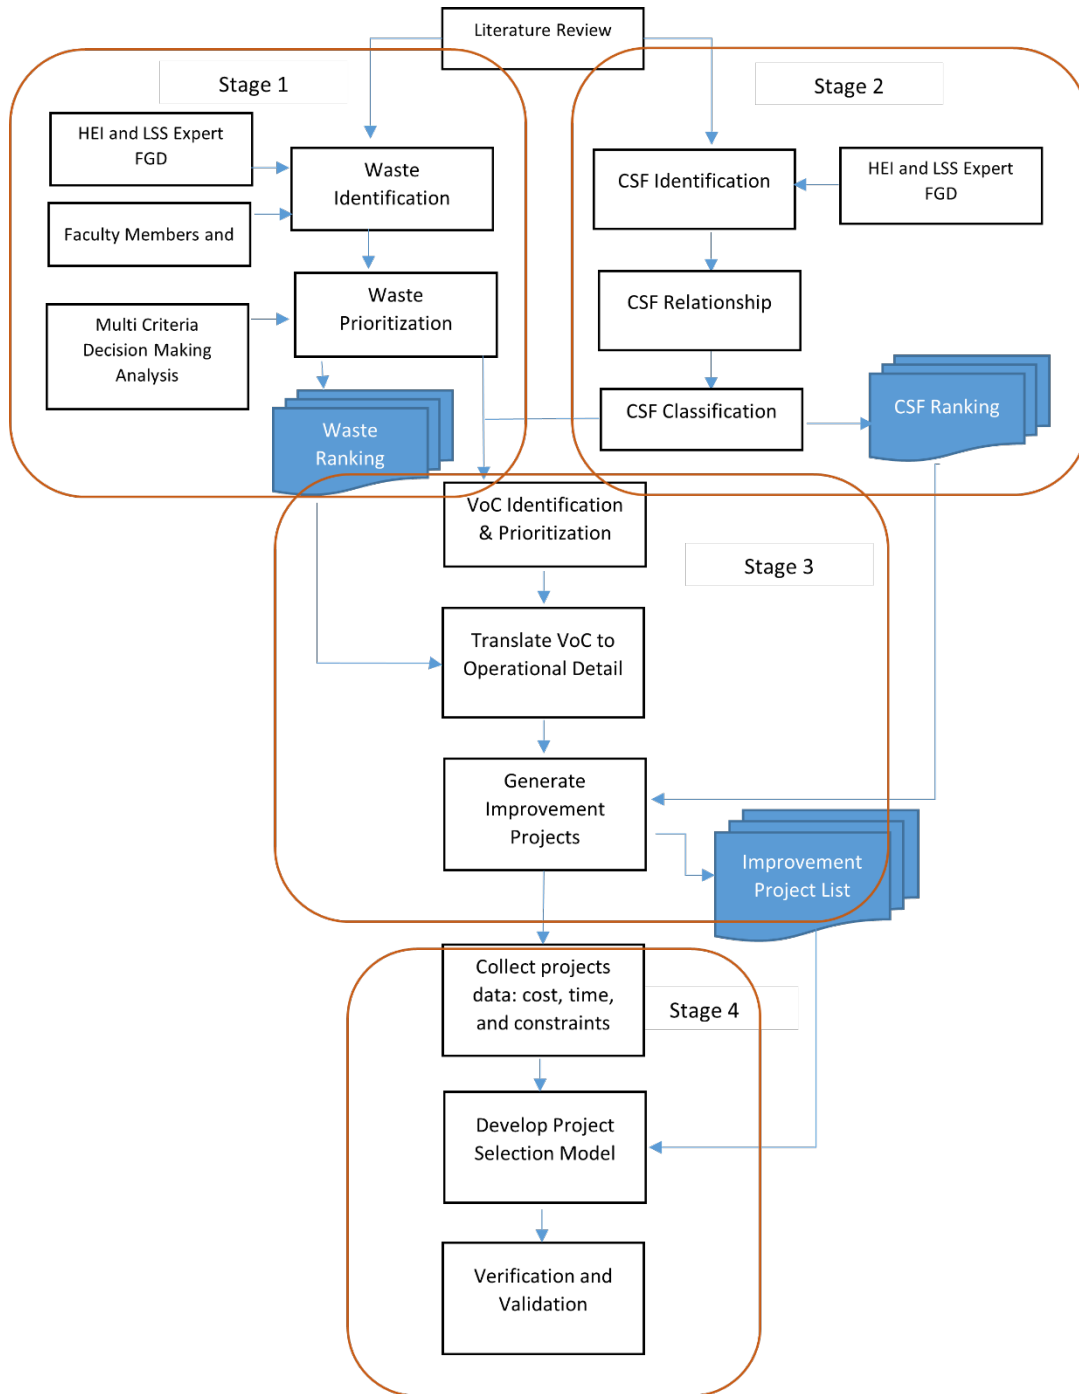 Literature Review
Stage 1
Stage 2
HEI and LSS Expert
FGD
Waste
Identification
Faculty Members and
Waste
Prioritization
Multi Criteria
Decision Making
Analysis
Waste
Ranking
CSF Identification
HEI and LSS Expert
FGD
CSF Relationship
CSF Classification
CSF Ranking
VoC Identification
& Prioritization
Stage 3
Translate VoC to
Operational Detail
Generate
Improvement
Projects
Improvement
Project List
Collect projects
data: cost, time,
and constraints
Stage 4
Develop Project
Selection Model
Verification and
Validation